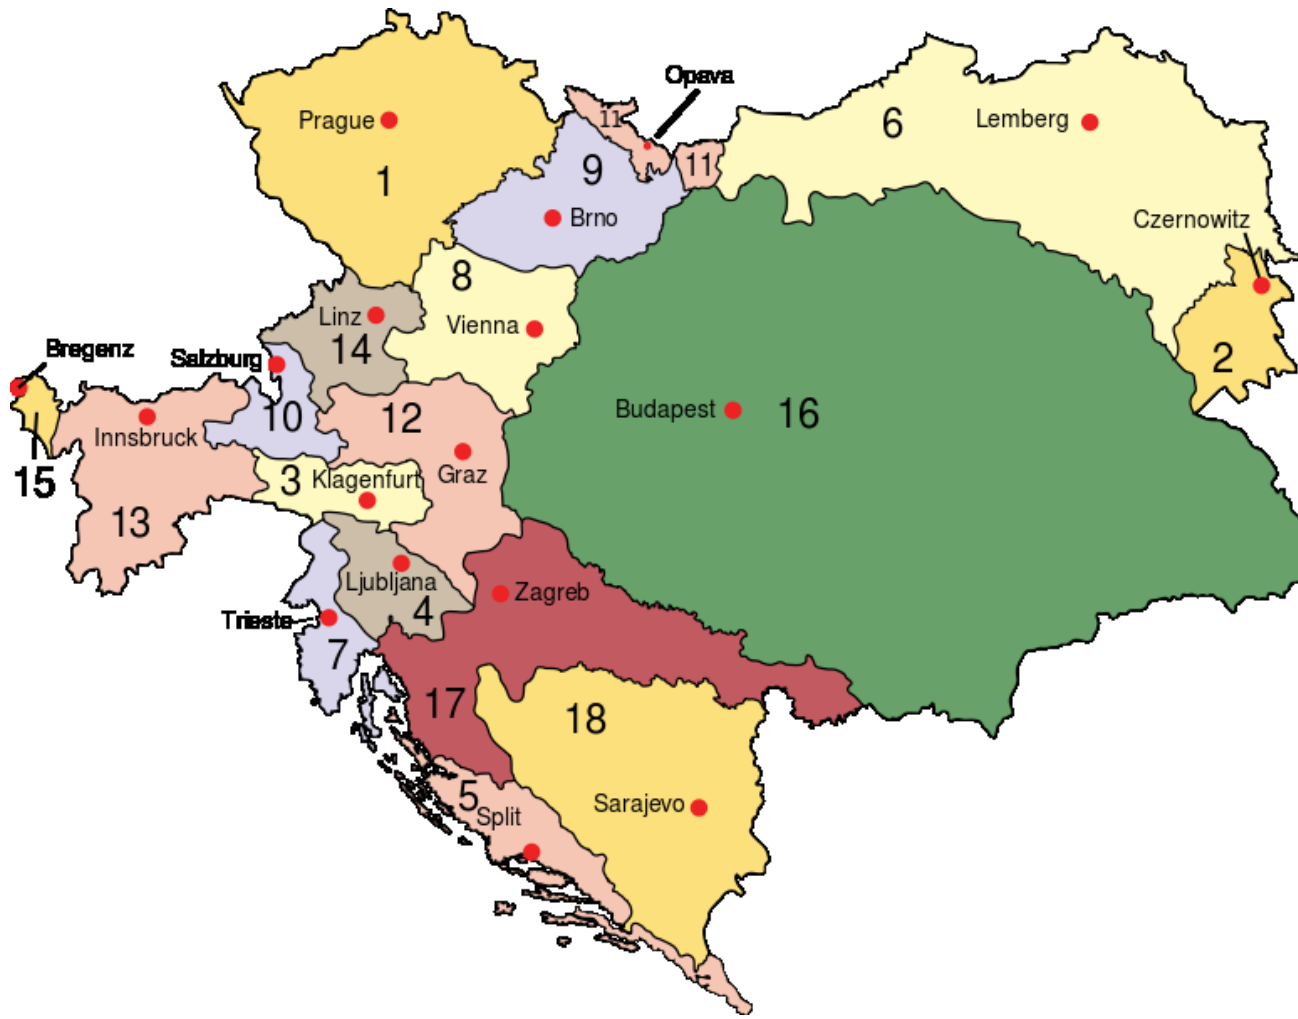 Opava
11
6
Lemberg
Prague
9
11
1
Brno
Czernowitz
8
Linz
Vienna
Bregenz
Salzburg
14
2
10
12
Budapest
16
Innsbruck
15
3
Klagenfurt
Graz
13
Ljubljana
Zagreb
4
Trieste
7
17
18
5
Split
Sarajevo